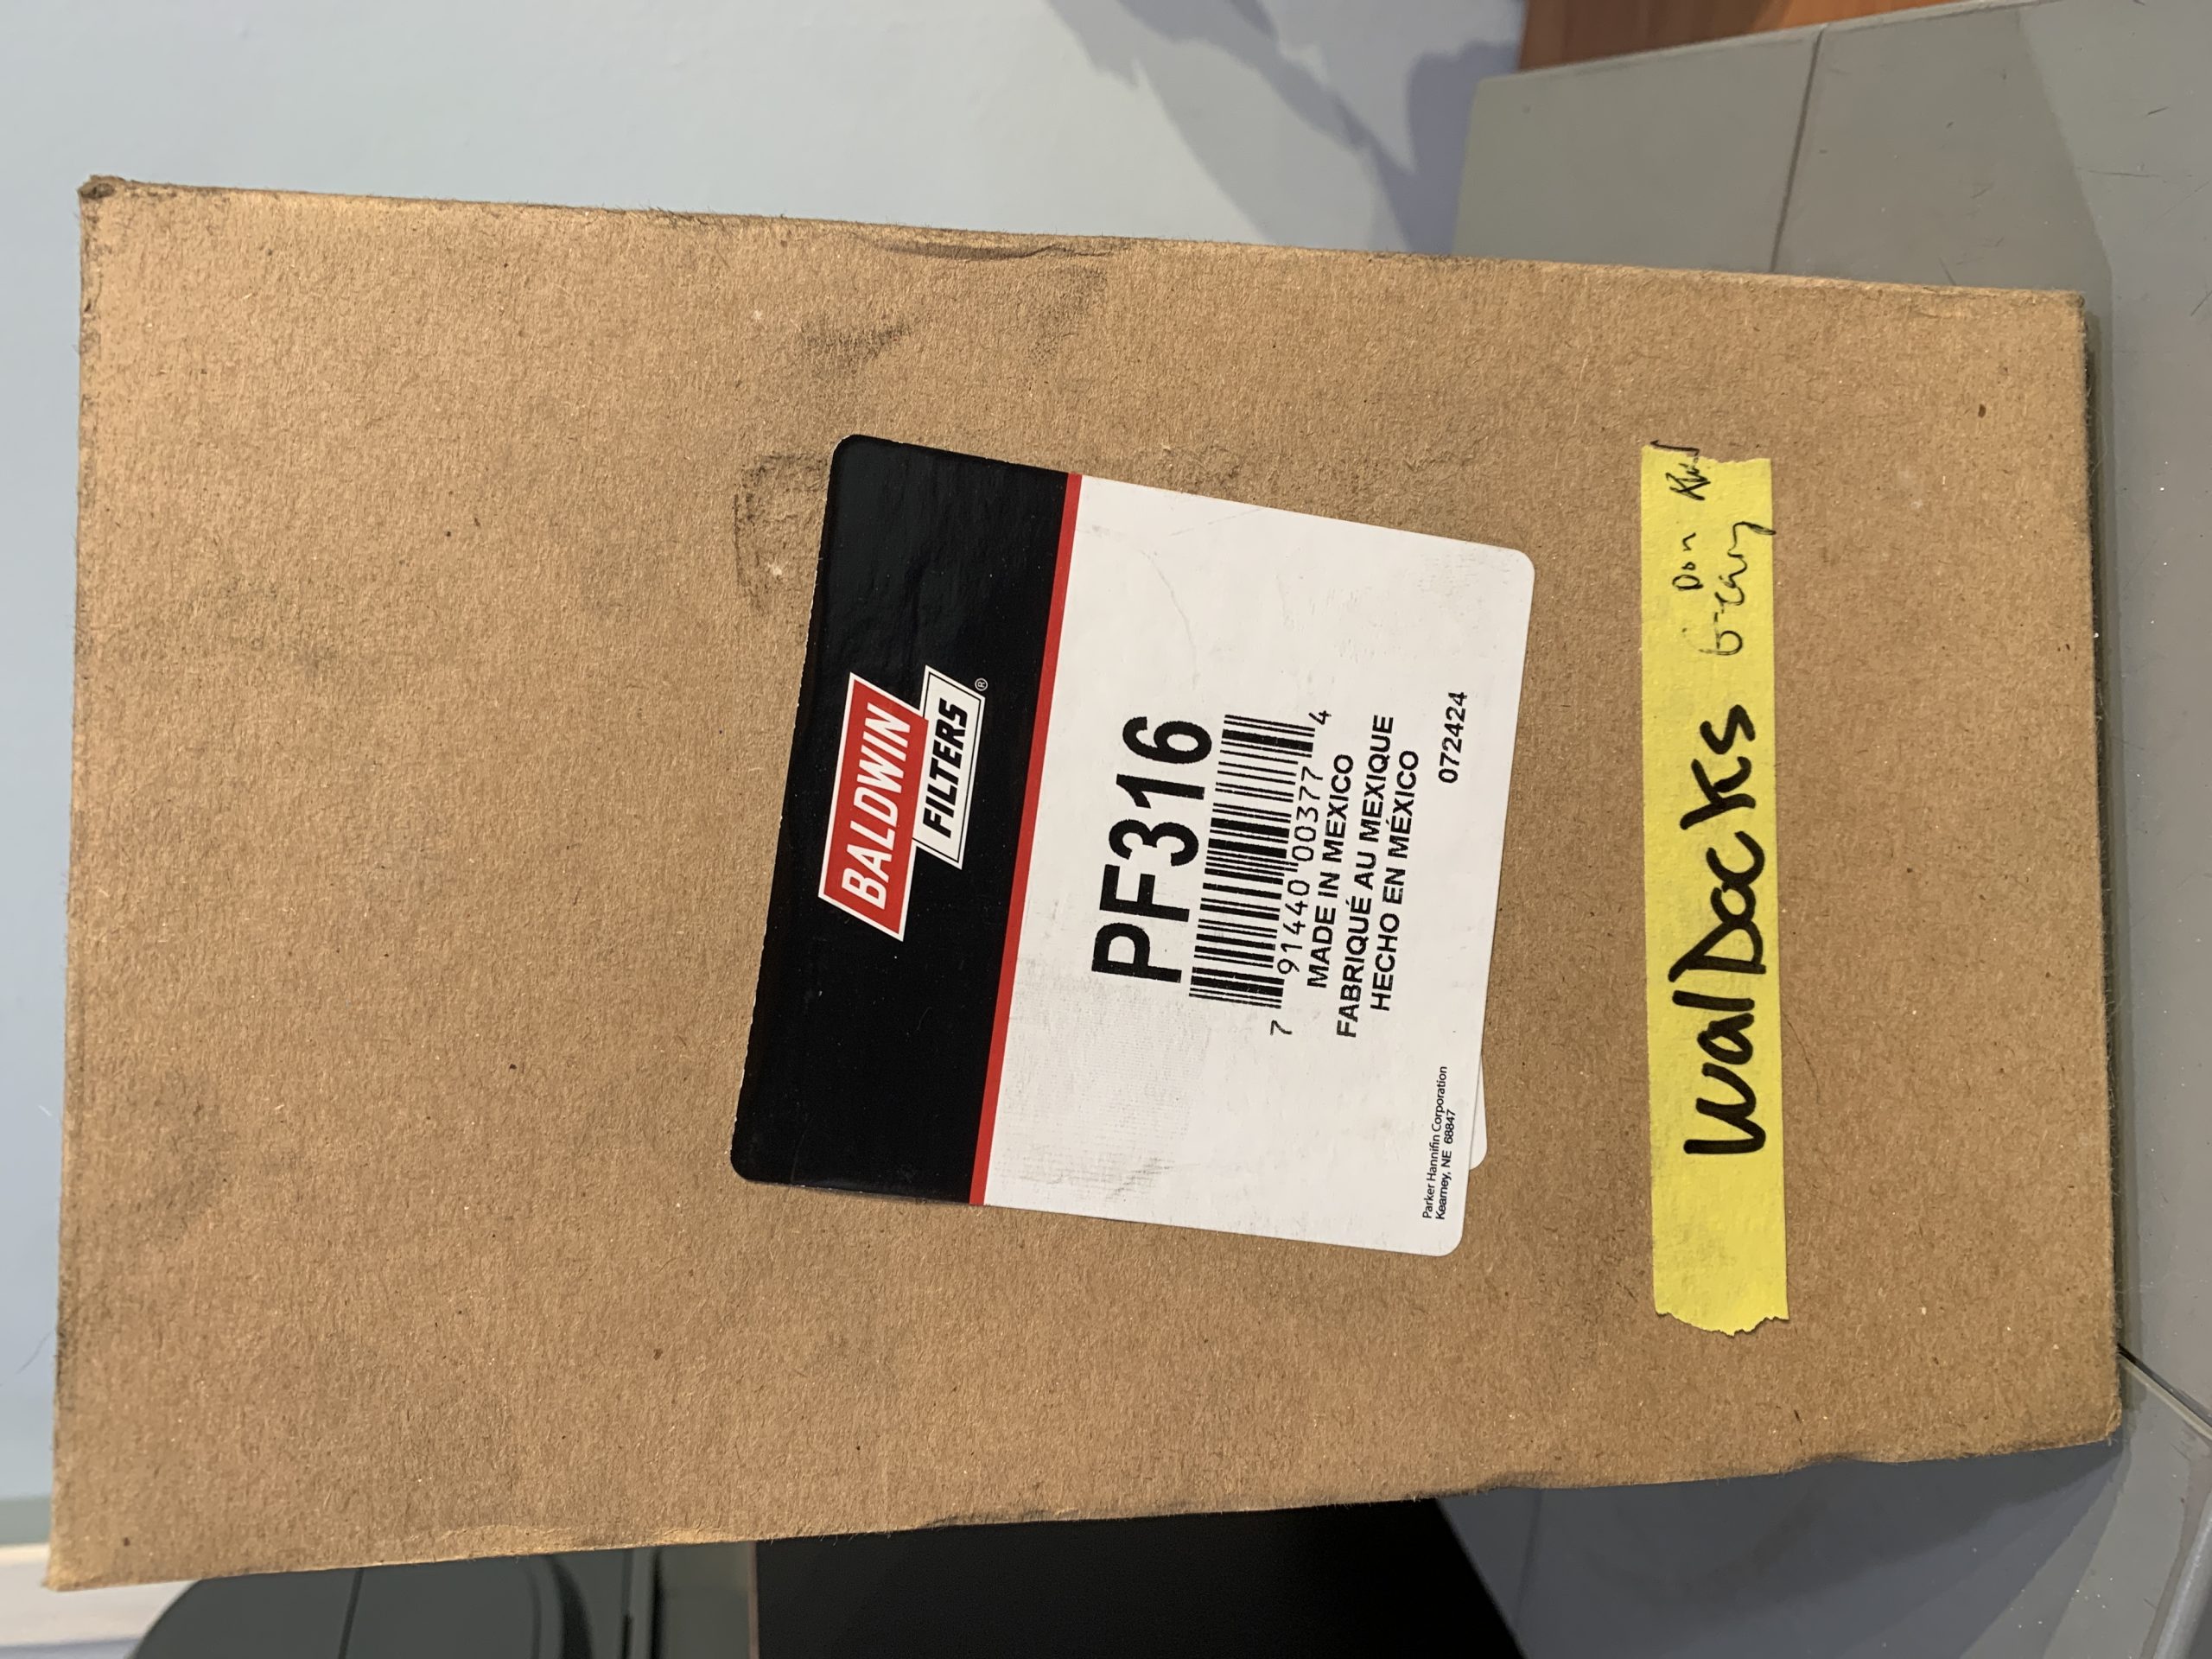 BALDWIN
FILTERS®
PF316
7 91440 00377 4
MADE IN MEXICO
FABRIQUÉ AU MEXIQUE
HECHO EN MÉXICO
Parker Hannifin Corporation
Kearney, NE 68847
072424
walDocks
Don